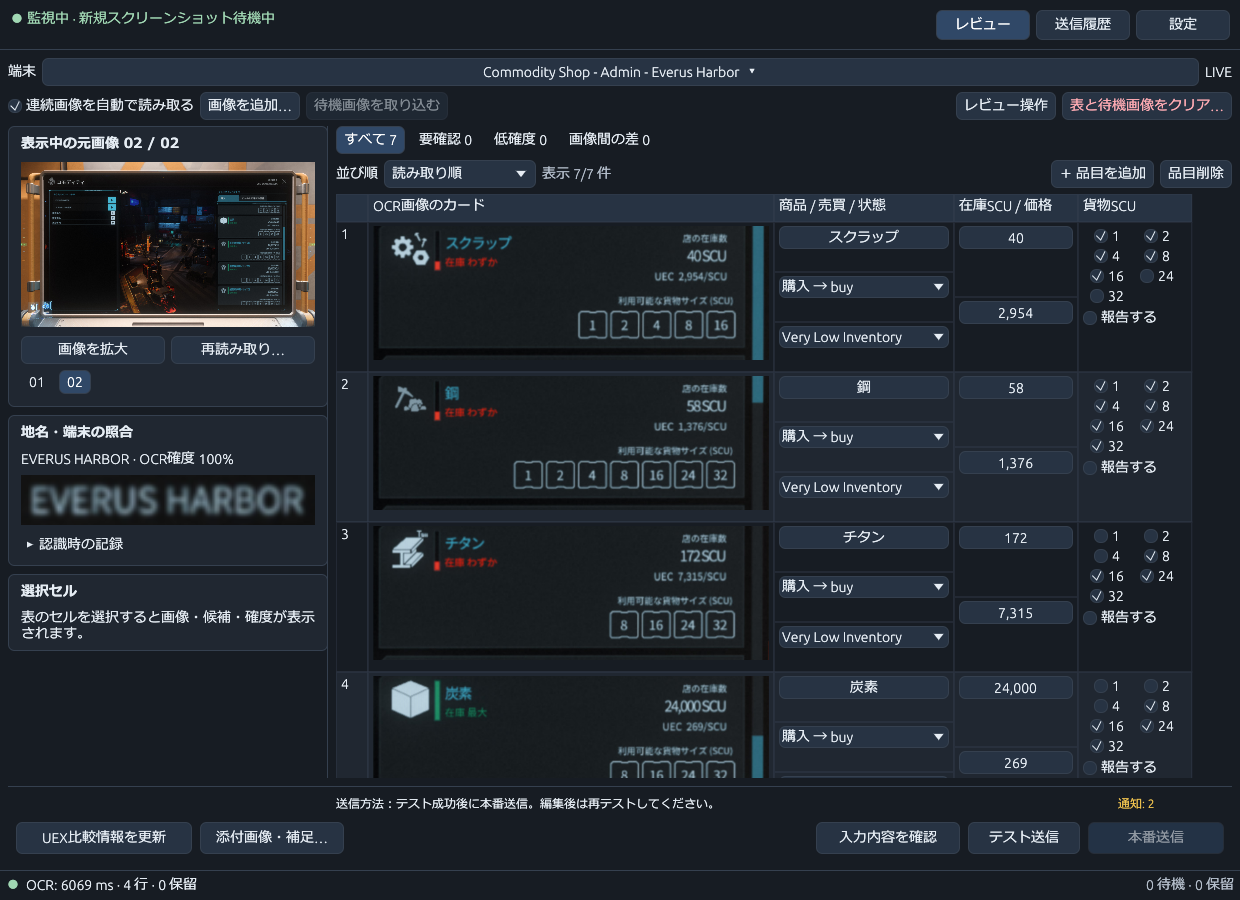 監視中 · 新規スクリーンショット待機中
レビュー 送信履歴 設定
端末 Commodity Shop - Admin - Everus Harbor LIVE
連続画像を自動で読み取る 画像を追加... 待機画像を取り込む レビュー操作 表と待機画像をクリア...
表示中の元画像 02 / 02
画像を拡大 再読み取り...
01 02
地名・端末の照合
EVERUS HARBOR · OCR確度 100%
EVERUS HARBOR
▸ 認識時の記録
選択セル
表のセルを選択すると画像・候補・確度が表示
されます。
すべて 7 要確認 0 低確度 0 画像間の差 0
並び順 読み取り順 表示 7/7 件 + 品目を追加 品目削除
OCR画像のカード 商品 / 売買 / 状態 在庫SCU / 価格 貨物SCU
1
スクラップ
在庫 わずか
店の在庫数
40SCU
UEC 2,954/SCU
利用可能な貨物サイズ (SCU)
1 2 4 8 16
スクラップ
購入 → buy
Very Low Inventory
40
2,954
1 2
4 8
16 24
32
報告する
2
鋼
在庫 わずか
店の在庫数
58SCU
UEC 1,376/SCU
利用可能な貨物サイズ (SCU)
1 2 4 8 16 24 32
鋼
購入 → buy
Very Low Inventory
58
1,376
1 2
4 8
16 24
32
報告する
3
チタン
在庫 わずか
店の在庫数
172SCU
UEC 7,315/SCU
利用可能な貨物サイズ (SCU)
8 16 24 32
チタン
購入 → buy
Very Low Inventory
172
7,315
1 2
4 8
16 24
32
報告する
4
炭素
在庫 最大
店の在庫数
24,000SCU
UEC 269/SCU
利用可能な貨物サイズ (SCU)
8 16 24 32
炭素
購入 → buy
24,000
269
1 2
4 8
16 24
32
報告する
送信方法：テスト成功後に本番送信。編集後は再テストしてください。 通知: 2
UEX比較情報を更新 添付画像・補足... 入力内容を確認 テスト送信 本番送信
OCR: 6069 ms · 4 行 · 0 保留 0 待機 · 0 保留